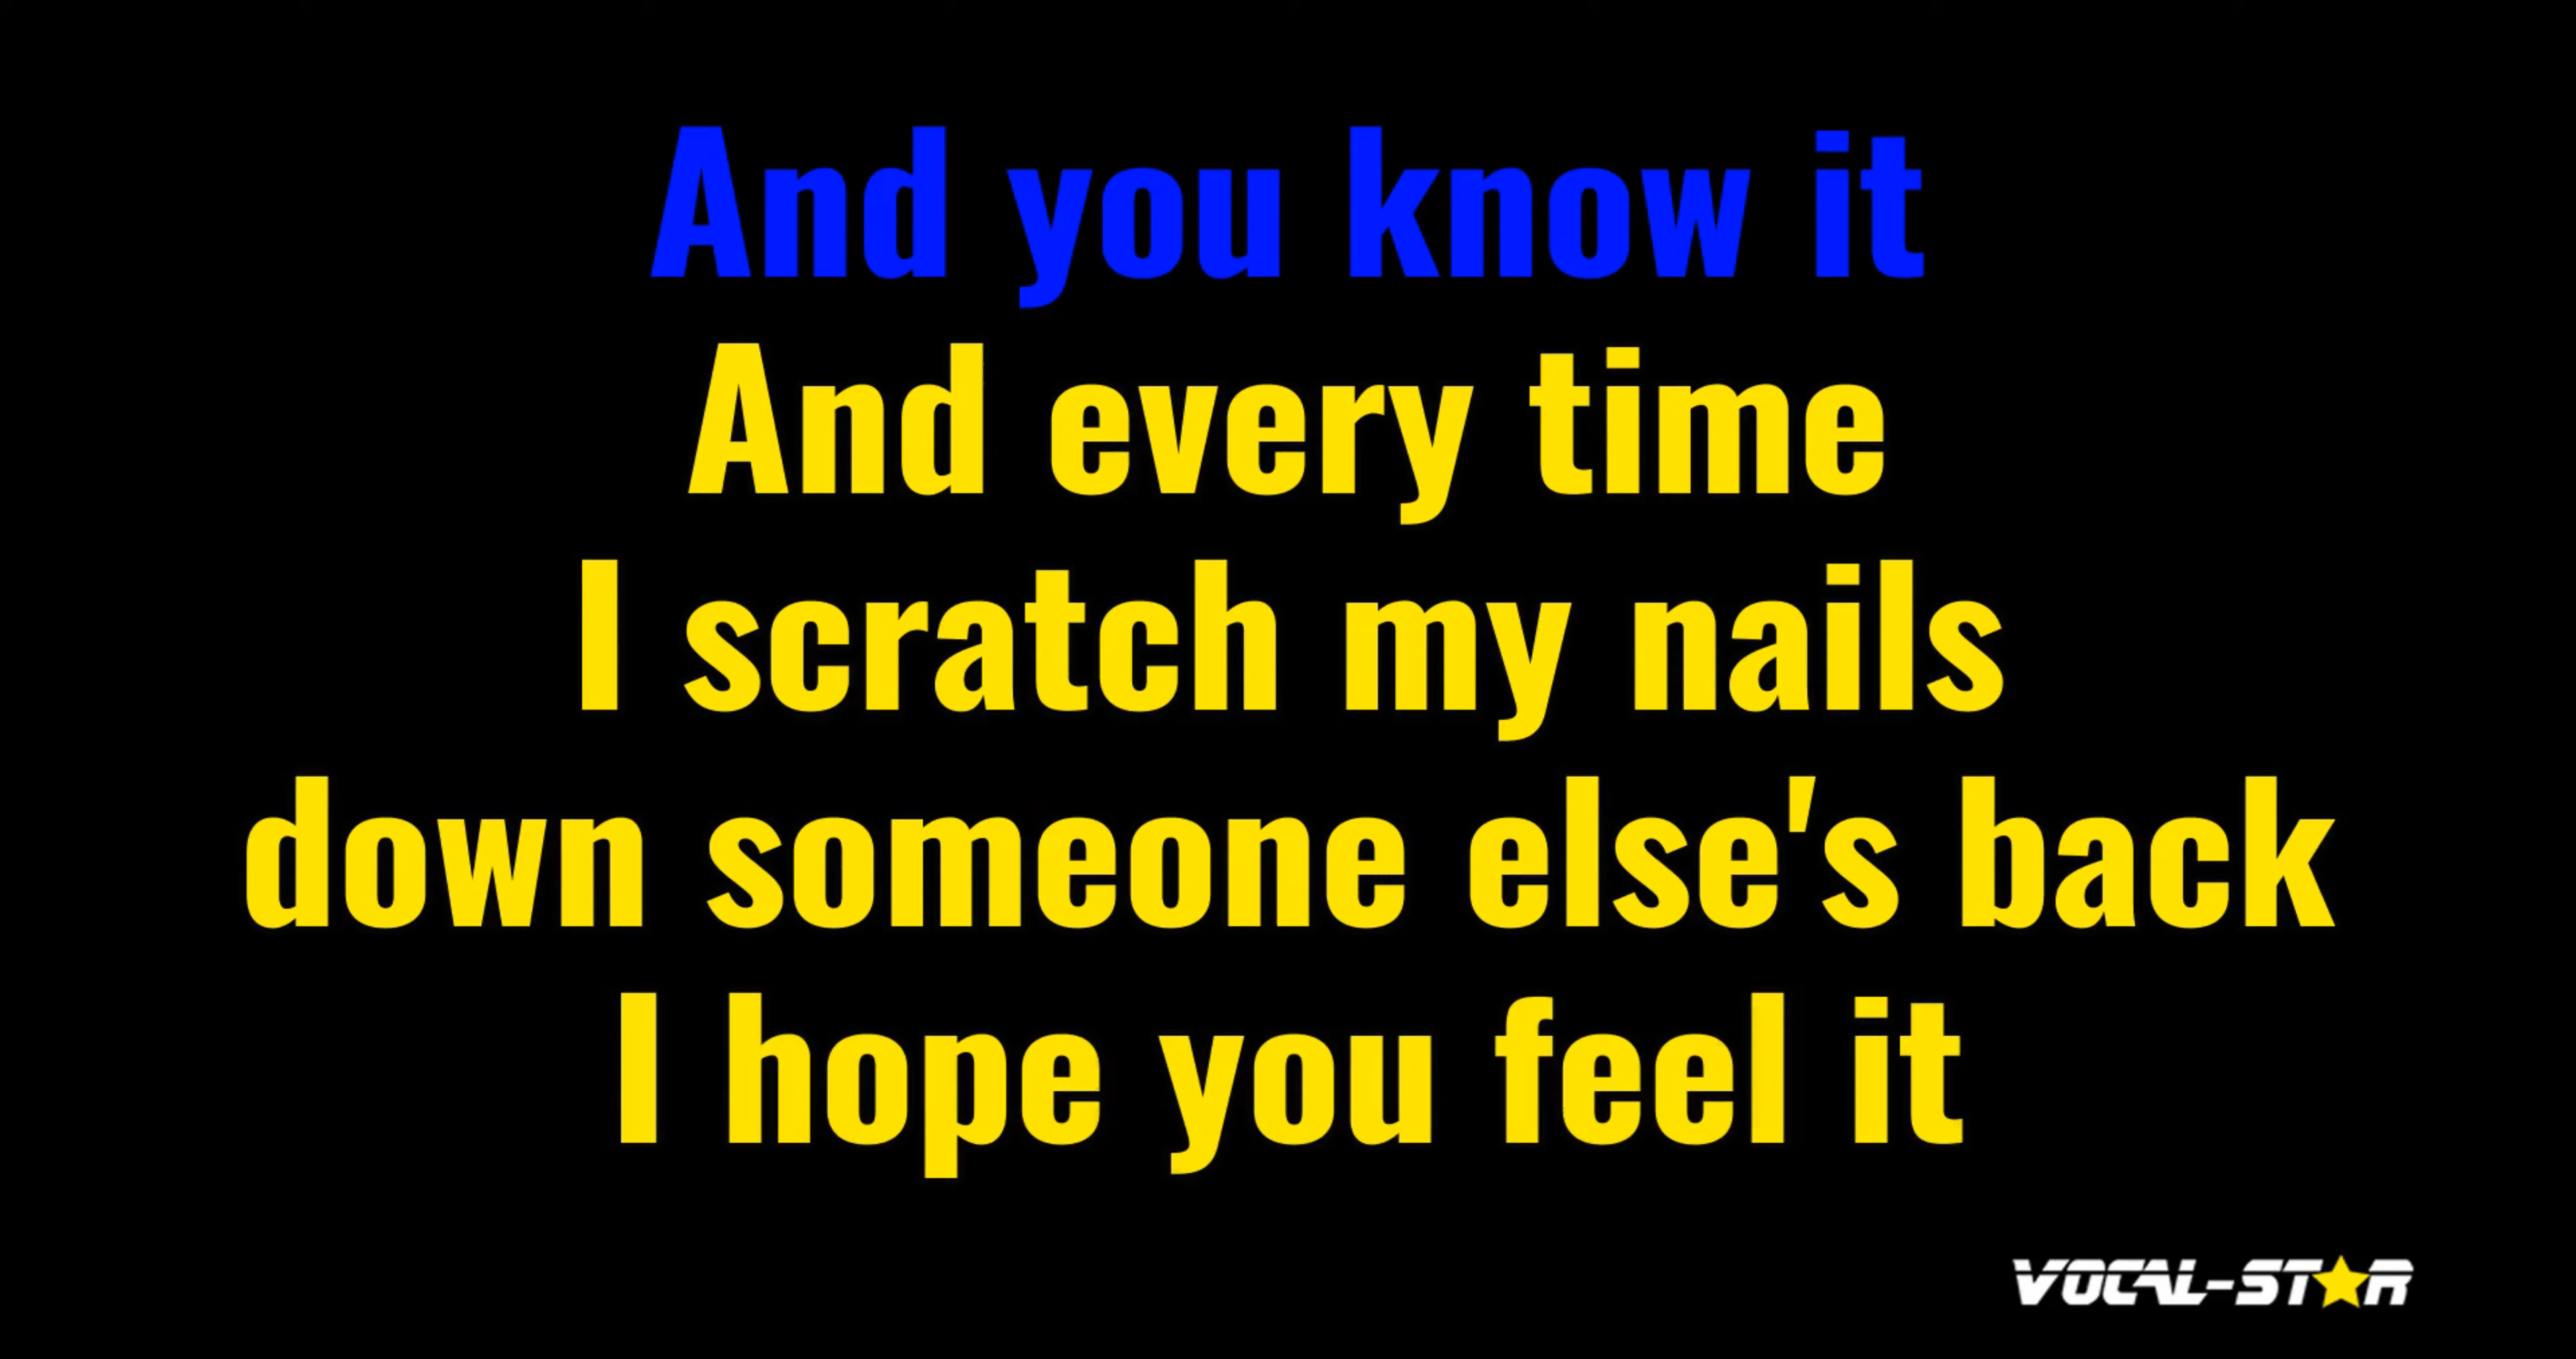 And you know it
And every time
I scratch my nails
down someone else's back
I hope you feel it
VOCAL-STAR